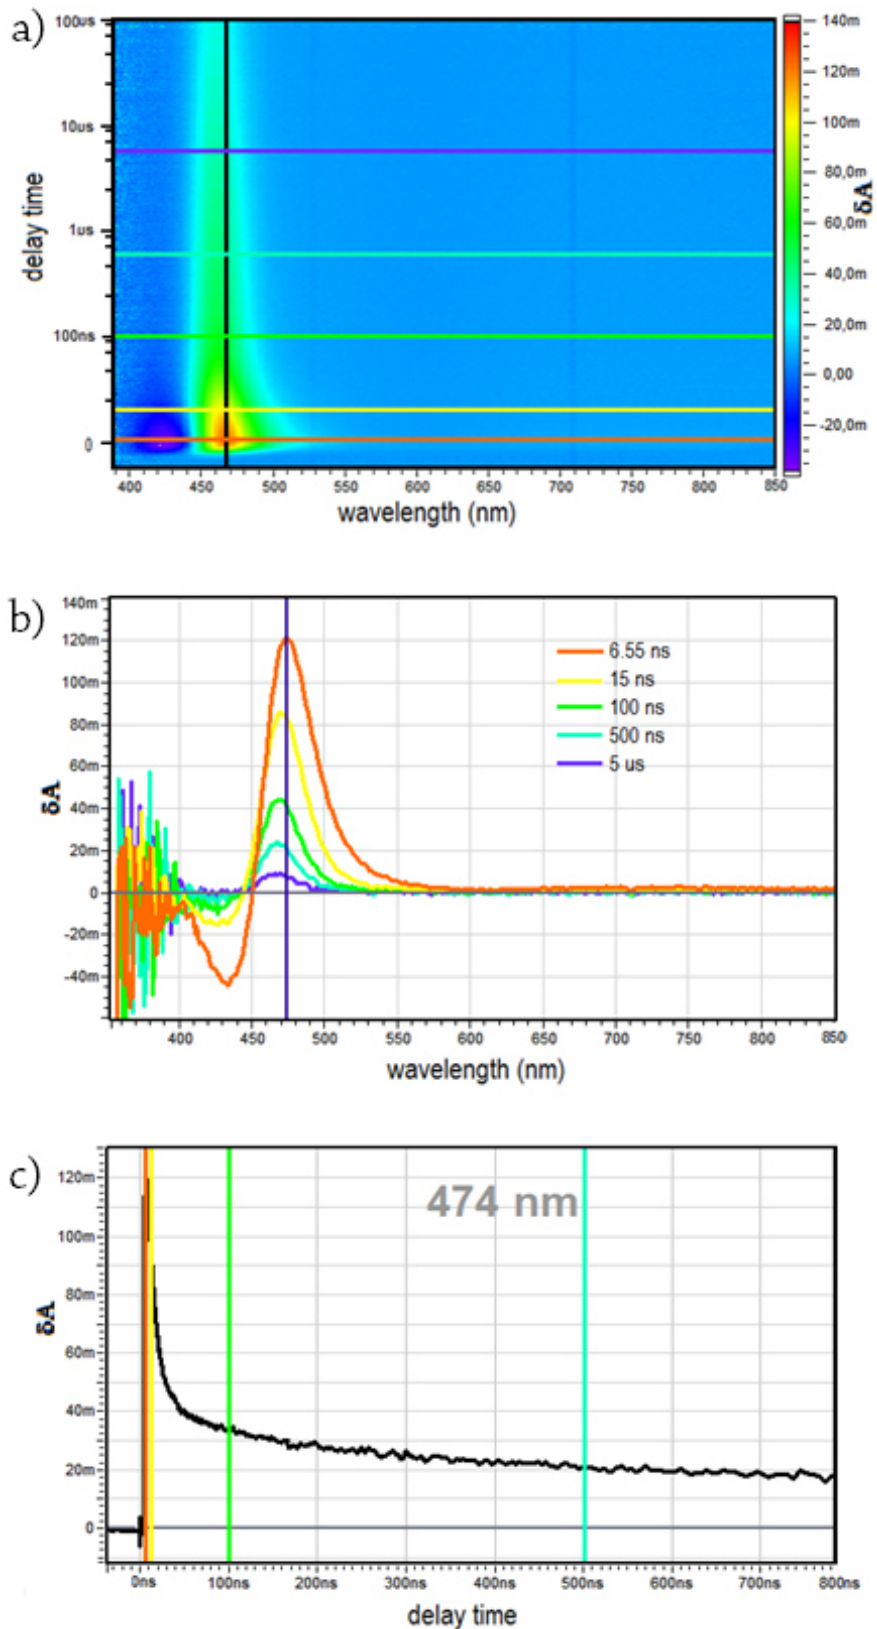 a)
100us
10us
1us
100ns
0
delay time
400 450 500 550 600 650 700 750 800 850
wavelength (nm)
140m
120m
100m
80,0m
60,0m
40,0m
20,0m
0,00
-20,0m
δA
b)
140m
120m
100m
80m
60m
40m
20m
0
-20m
-40m
δA
6.55 ns
15 ns
100 ns
500 ns
5 us
400 450 500 550 600 650 700 750 800 850
wavelength (nm)
c)
474 nm
120m
100m
80m
60m
40m
20m
0
δA
0ns 100ns 200ns 300ns 400ns 500ns 600ns 700ns 800ns
delay time